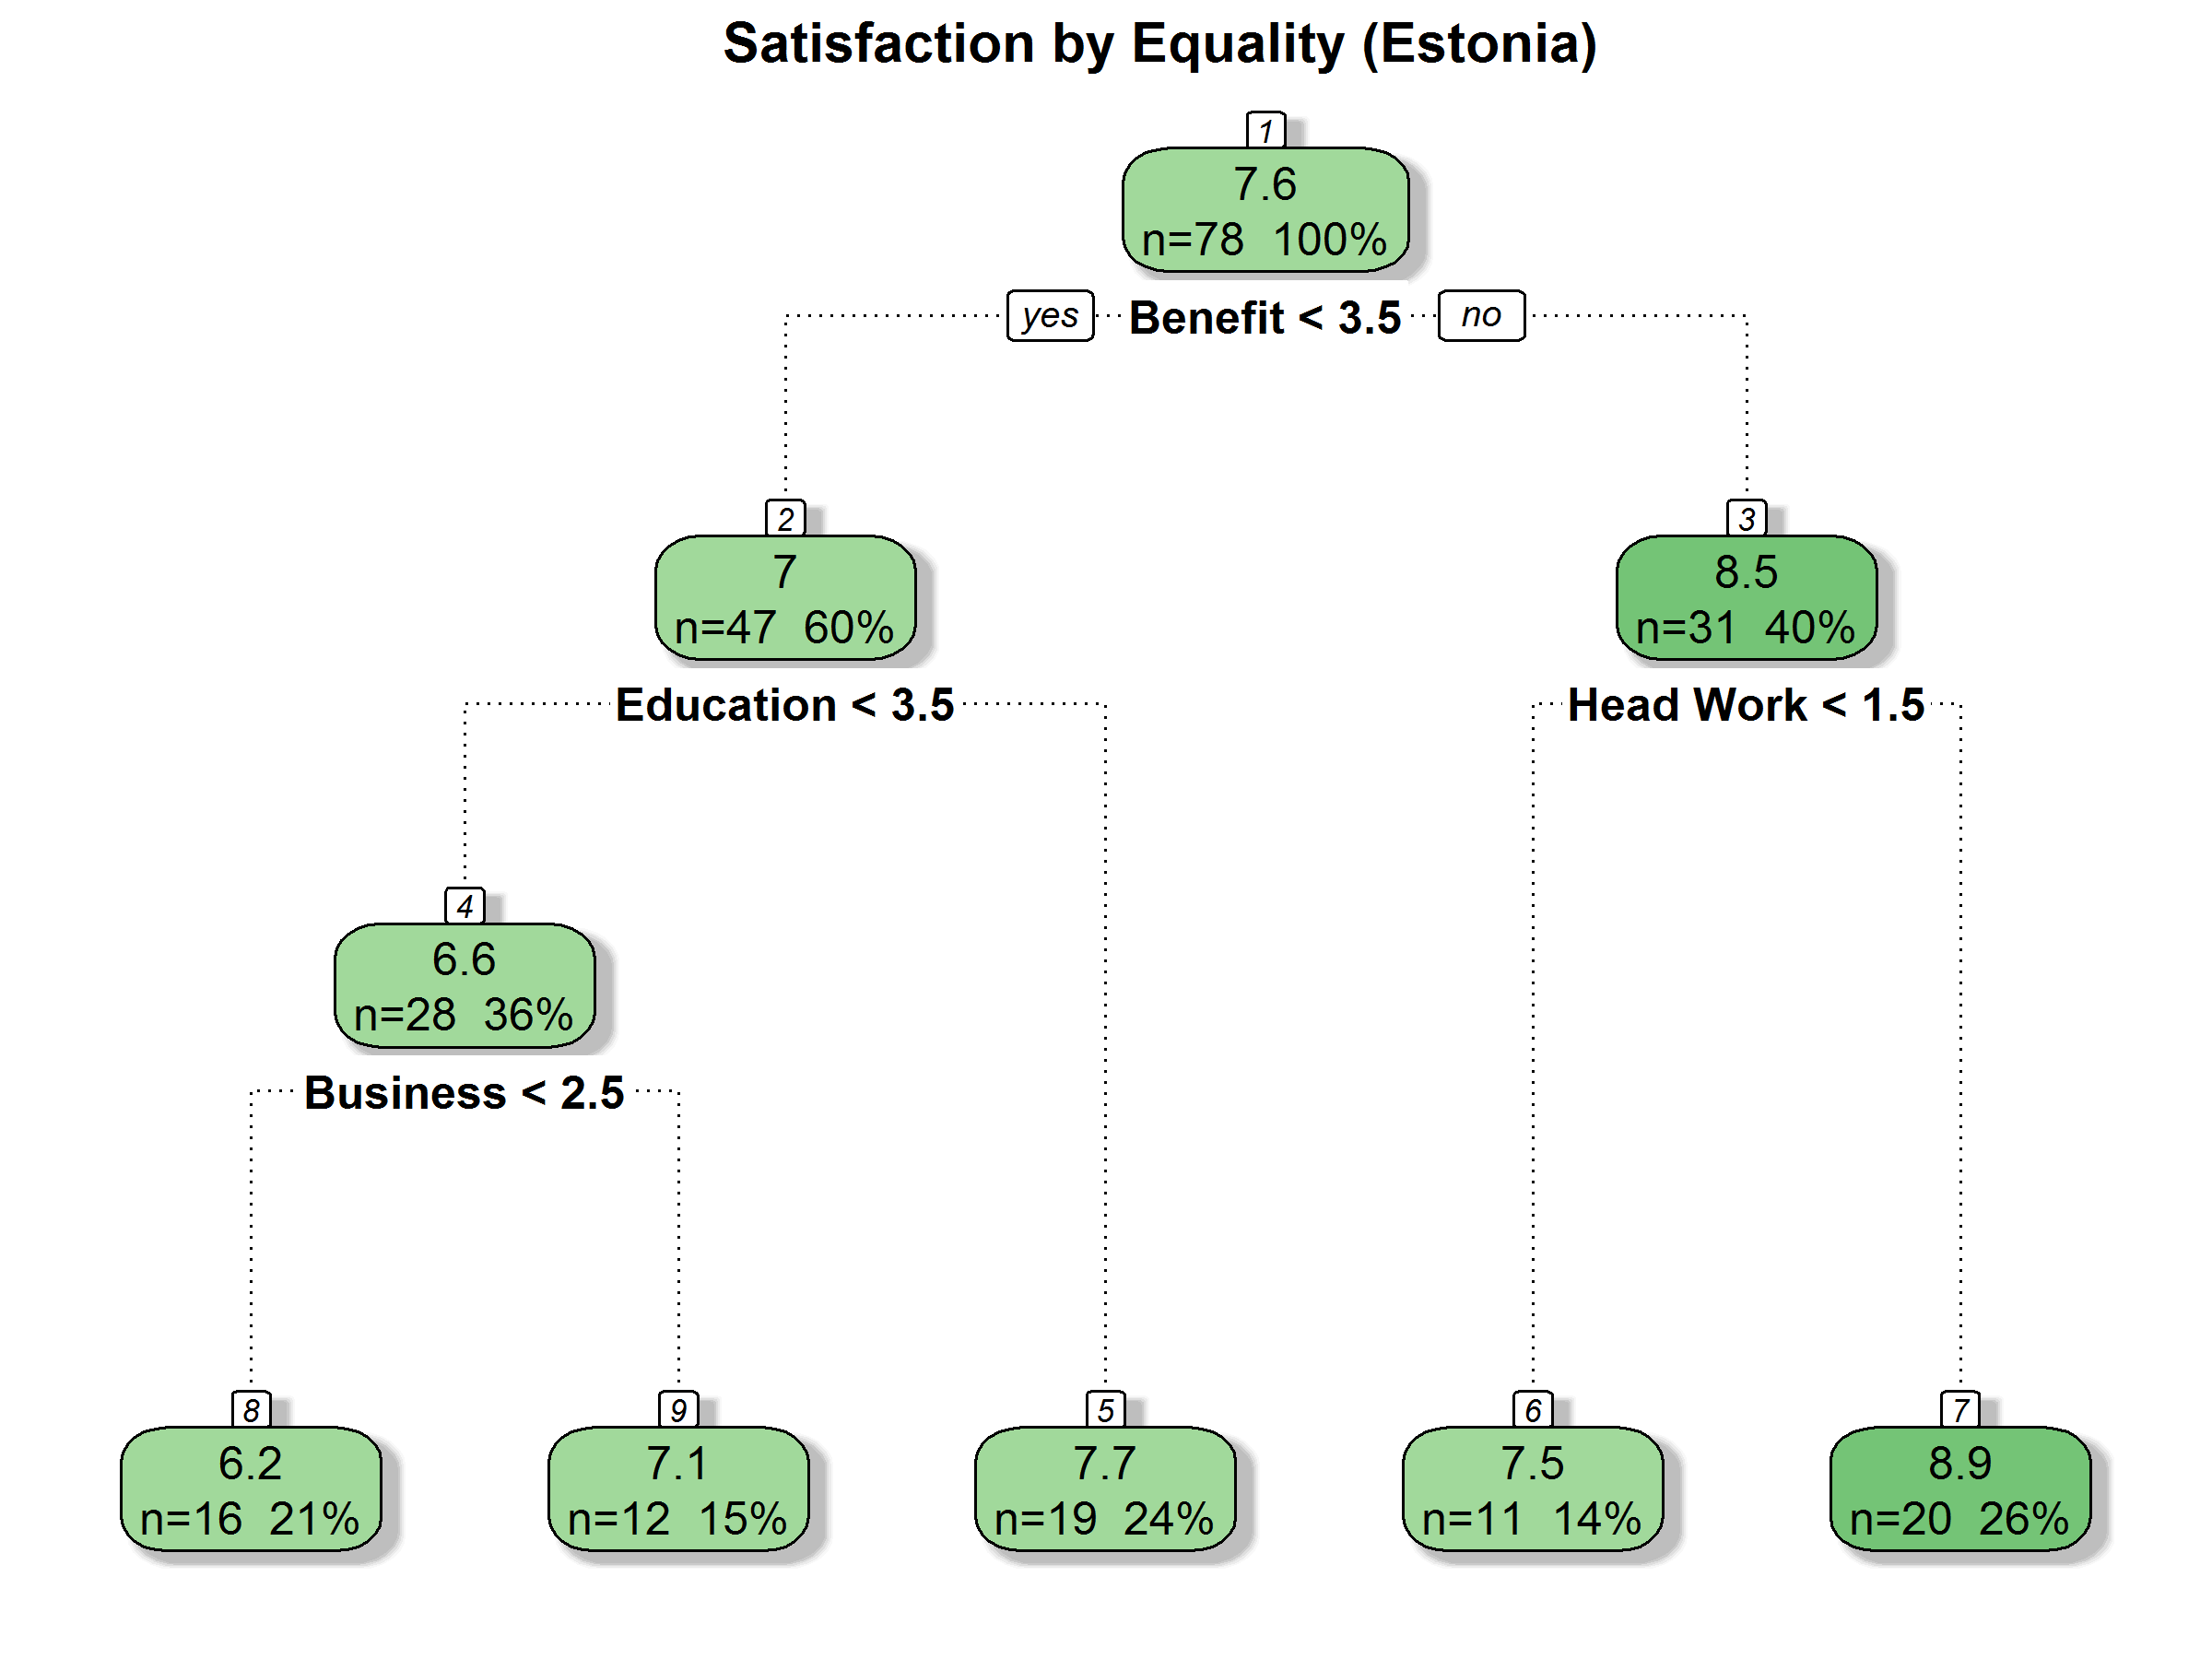 Satisfaction by Equality (Estonia)
1
7.6
n=78 100%
yes Benefit < 3.5 no
2
7
n=47 60%
3
8.5
n=31 40%
Education < 3.5
Head Work < 1.5
4
6.6
n=28 36%
Business < 2.5
8
6.2
n=16 21%
9
7.1
n=12 15%
5
7.7
n=19 24%
6
7.5
n=11 14%
7
8.9
n=20 26%